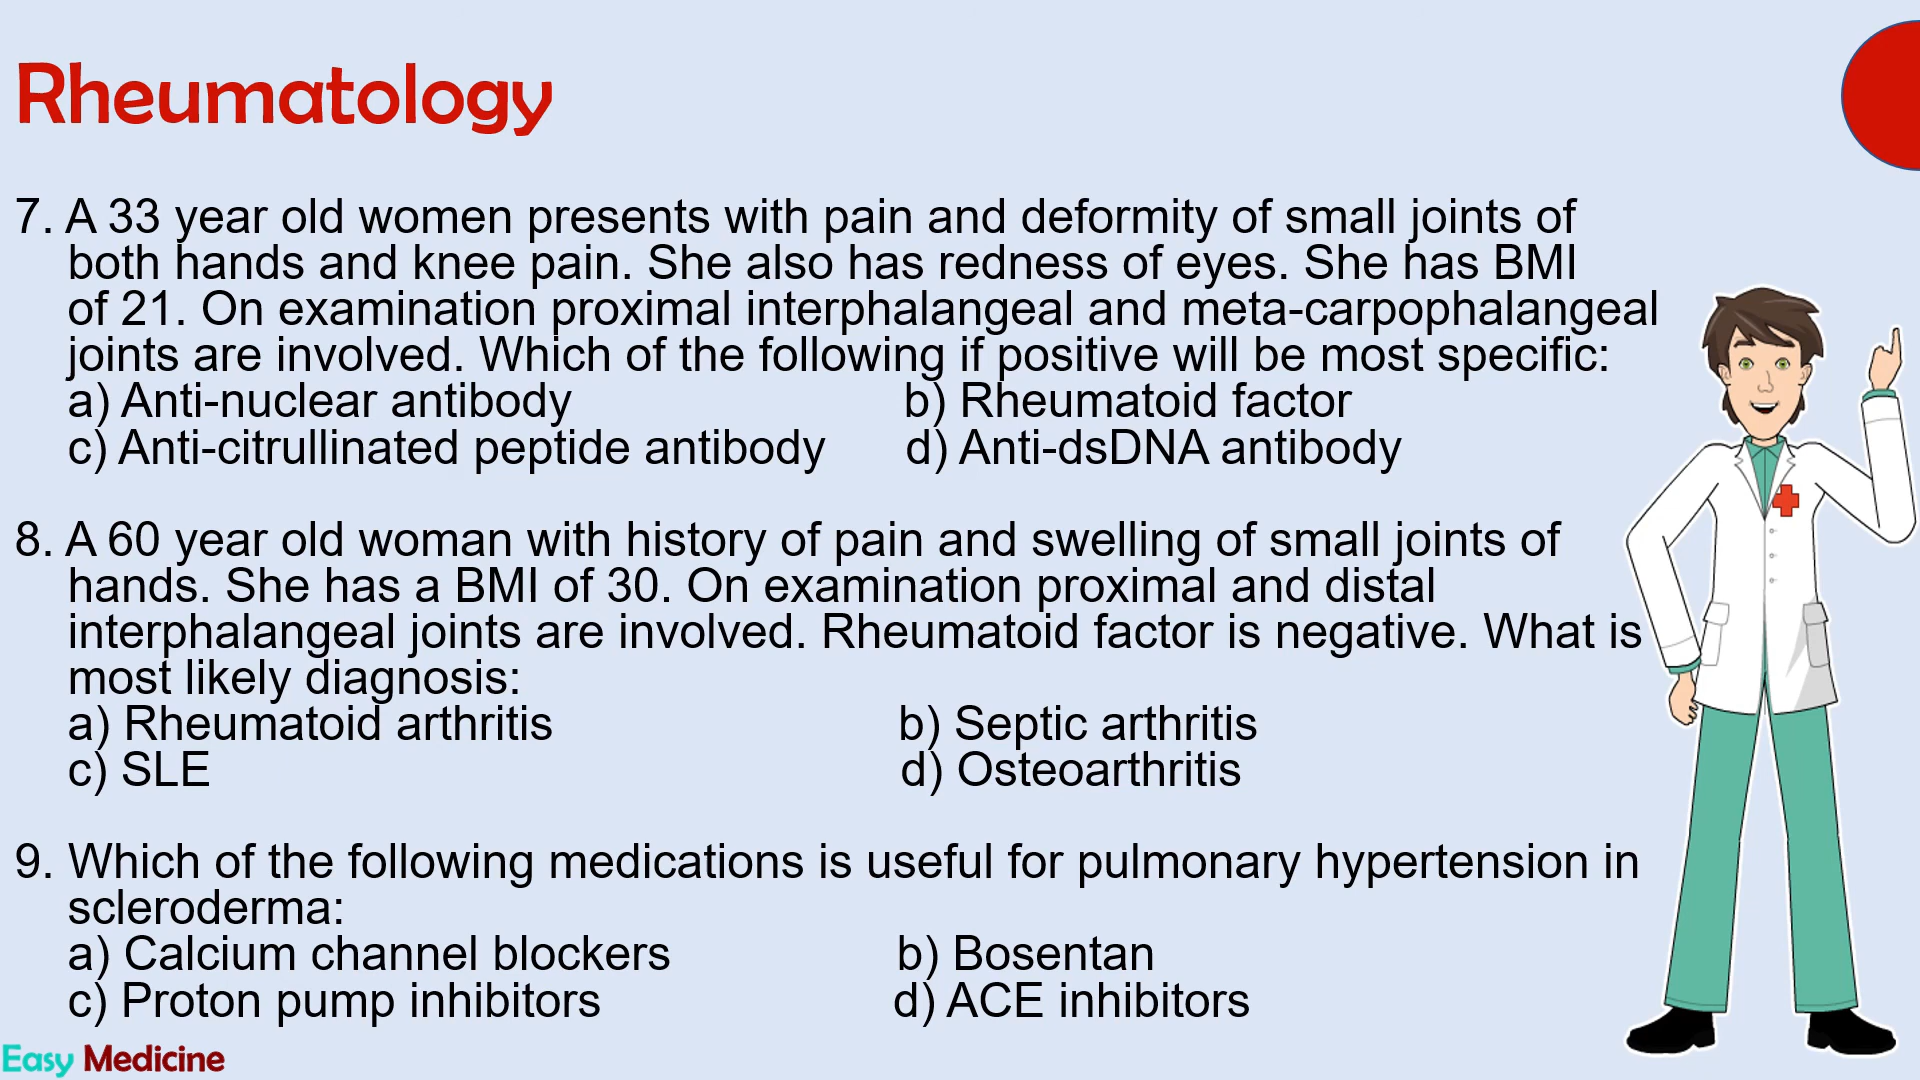 Rheumatology
7. A 33 year old women presents with pain and deformity of small joints of
both hands and knee pain. She also has redness of eyes. She has BMI
of 21. On examination proximal interphalangeal and meta-carpophalangeal
joints are involved. Which of the following if positive will be most specific:
a) Anti-nuclear antibody b) Rheumatoid factor
c) Anti-citrullinated peptide antibody d) Anti-dsDNA antibody
8. A 60 year old woman with history of pain and swelling of small joints of
hands. She has a BMI of 30. On examination proximal and distal
interphalangeal joints are involved. Rheumatoid factor is negative. What is
most likely diagnosis:
a) Rheumatoid arthritis b) Septic arthritis
c) SLE d) Osteoarthritis
9. Which of the following medications is useful for pulmonary hypertension in
scleroderma:
a) Calcium channel blockers b) Bosentan
c) Proton pump inhibitors d) ACE inhibitors
Easy Medicine